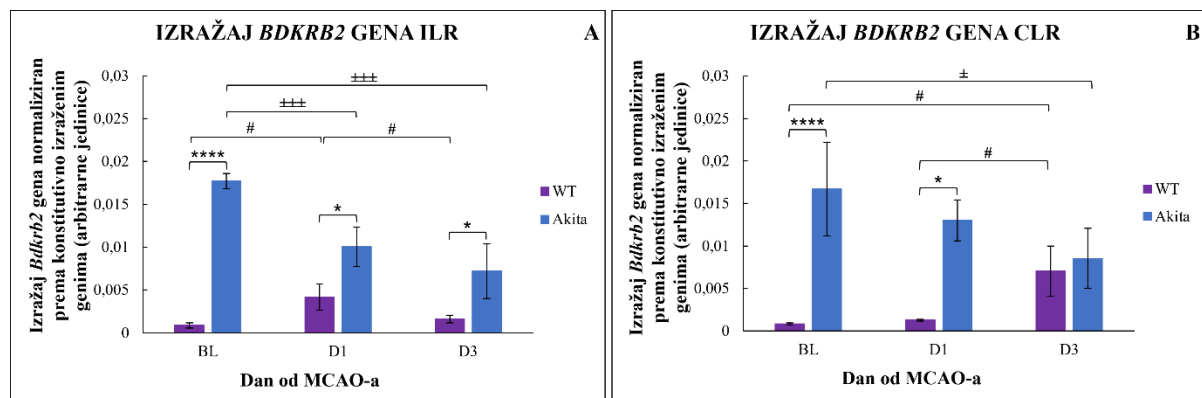 IZRAŽAJ BDKRB2 GENA ILR
A
Izražaj Bdkrb2 gena normaliziran
prema konstitutivno izraženim
genima (arbitrarne jedinice)
0,03
0,025
0,02
0,015
0,01
0,005
0
‡‡‡
‡‡‡
#
#
****
*
*
WT
Akita
BL
D1
D3
Dan od MCAO-a
IZRAŽAJ BDKRB2 GENA CLR
B
Izražaj Bdkrb2 gena normaliziran
prema konstitutivno izraženim
genima (arbitrarne jedinice)
0,03
0,025
0,02
0,015
0,01
0,005
0
‡
#
****
#
*
WT
Akita
BL
D1
D3
Dan od MCAO-a